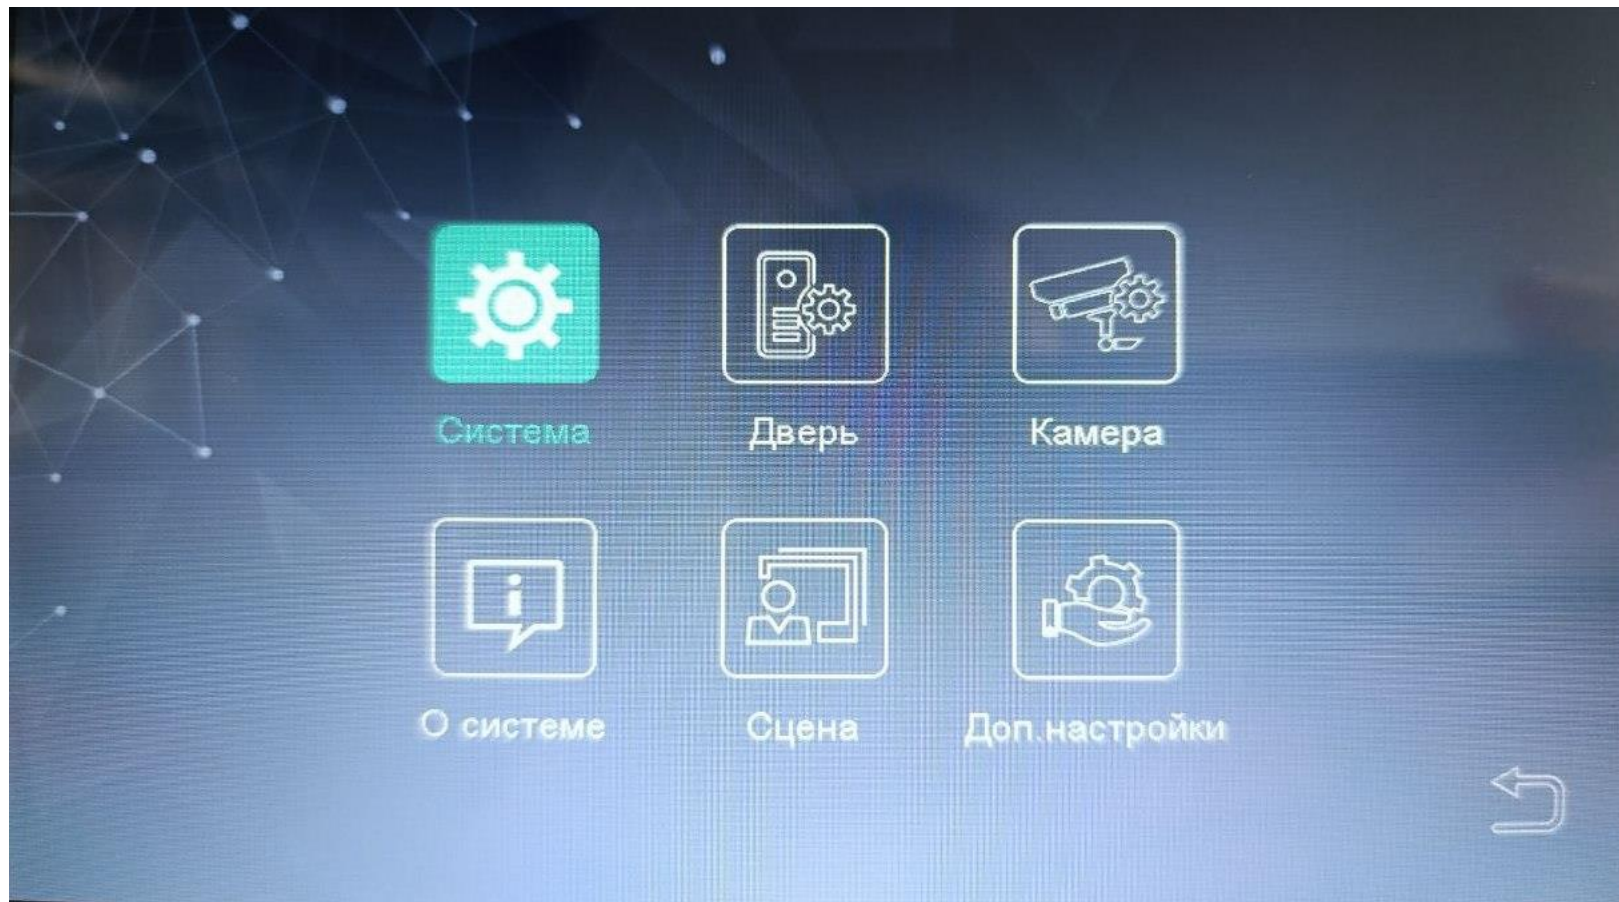 Система
Дверь
Камера
О системе
Сцена
Доп.настройки